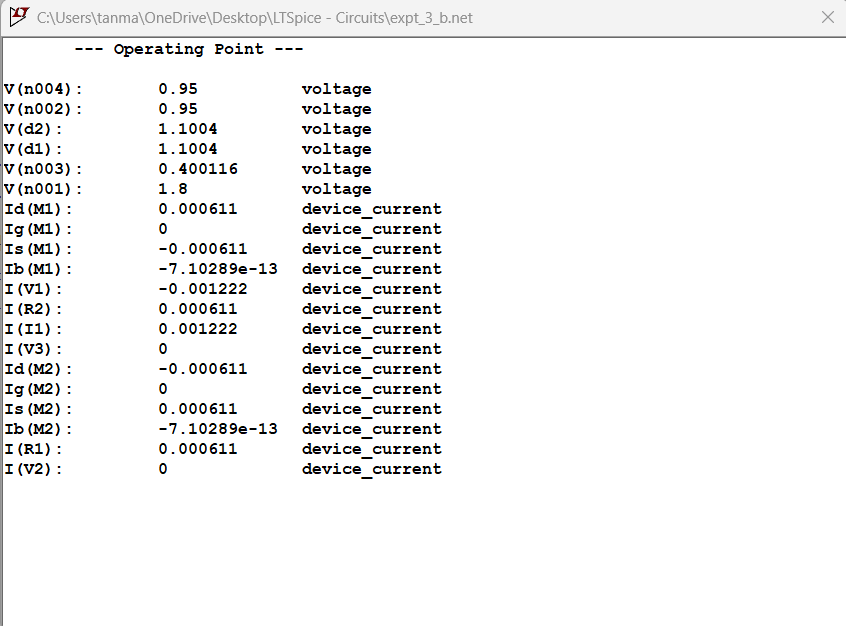 C:\Users\tanma\OneDrive\Desktop\LTSpice - Circuits\expt_3_b.net
--- Operating Point ---
V(n004): 0.95 voltage
V(n002): 0.95 voltage
V(d2): 1.1004 voltage
V(d1): 1.1004 voltage
V(n003): 0.400116 voltage
V(n001): 1.8 voltage
Id(M1): 0.000611 device_current
Ig(M1): 0 device_current
Is(M1): -0.000611 device_current
Ib(M1): -7.10289e-13 device_current
I(V1): -0.001222 device_current
I(R2): 0.000611 device_current
I(I1): 0.001222 device_current
I(V3): 0 device_current
Id(M2): -0.000611 device_current
Ig(M2): 0 device_current
Is(M2): 0.000611 device_current
Ib(M2): -7.10289e-13 device_current
I(R1): 0.000611 device_current
I(V2): 0 device_current